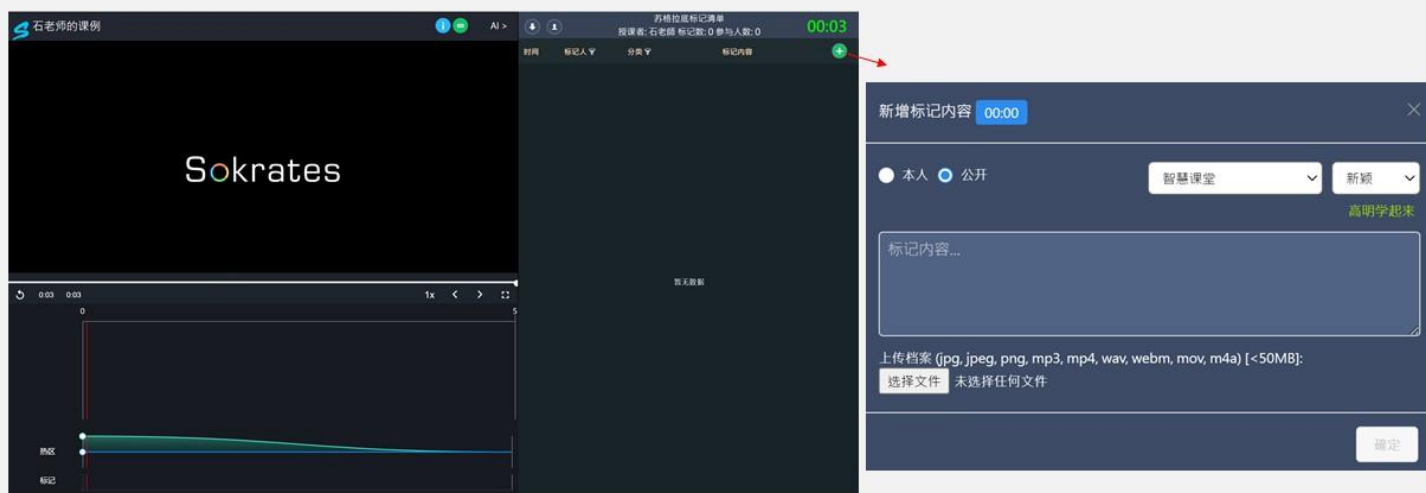 石老师的课例
AI >
苏格拉底标记清单
授课者: 石老師 标记数: 0 参与人数: 0
00:03
时间 标记人 分类 标记内容
Sokrates
暂无数据
0:03 0:03
1x
0 5
热区
标记
新增标记内容 00:00
本人 公开
智慧课堂
新颖
高明学起来
标记内容...
上传档案 (jpg, jpeg, png, mp3, mp4, wav, webm, mov, m4a) [<50MB]:
选择文件 未选择任何文件
確定